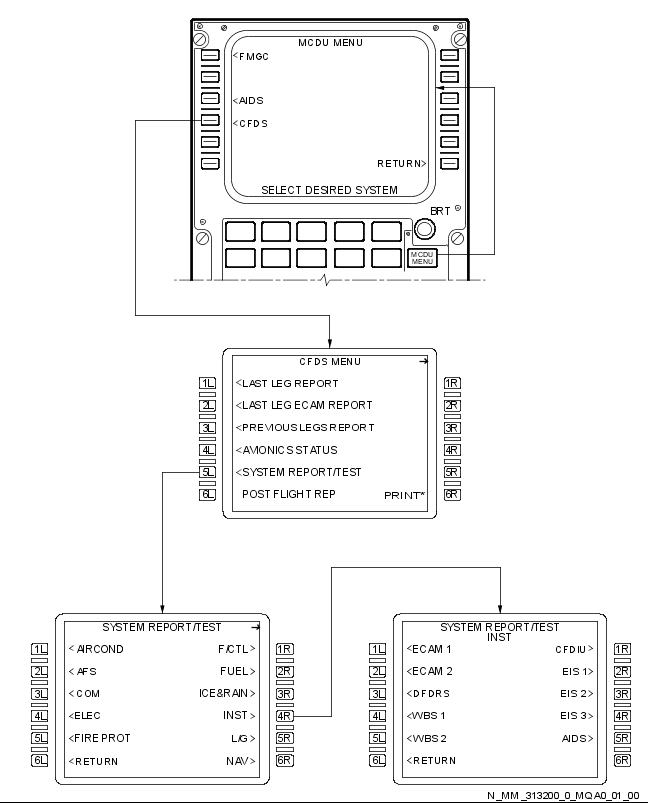 MCDU MENU
<FMGC
<AIDS
<CFDS
RETURN>
SELECT DESIRED SYSTEM
BRT
MCDU
MENU
CFDS MENU →
1L <LAST LEG REPORT 1R
2L <LAST LEG ECAM REPORT 2R
3L <PREVIOUS LEGS REPORT 3R
4L <AVIONICS STATUS 4R
5L <SYSTEM REPORT/TEST 5R
6L POST FLIGHT REP PRINT* 6R
SYSTEM REPORT/TEST →
1L <AIRCOND F/CTL> 1R
2L <AFS FUEL> 2R
3L <COM ICE&RAIN> 3R
4L <ELEC INST> 4R
5L <FIRE PROT L/G> 5R
6L <RETURN NAV> 6R
SYSTEM REPORT/TEST
INST
1L <ECAM 1 CFDIU> 1R
2L <ECAM 2 EIS 1> 2R
3L <DFDRS EIS 2> 3R
4L <WBS 1 EIS 3> 4R
5L <WBS 2 AIDS> 5R
6L <RETURN 6R
N_MM_313200_0_MQA0_01_00